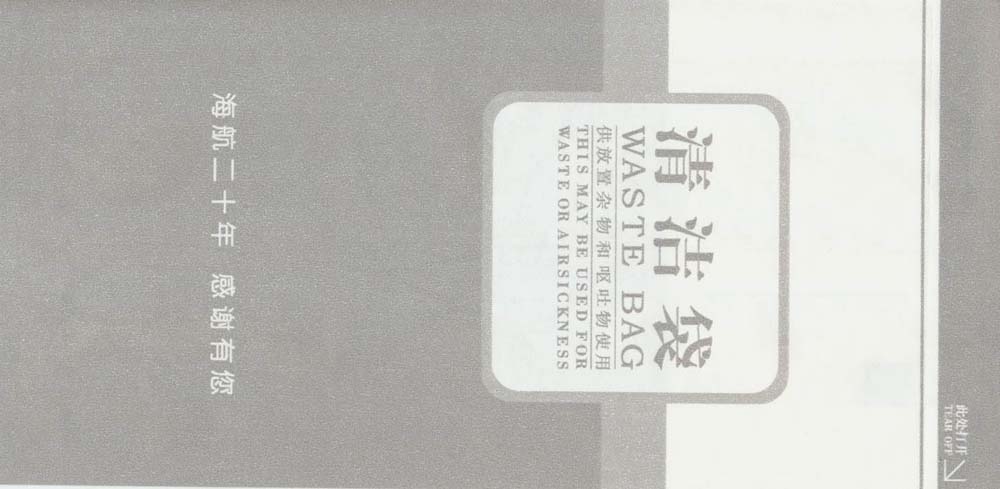 此处打开
TEAR OFF
清洁袋
WASTE BAG
供放置杂物和呕吐物使用
THIS MAY BE USED FOR
WASTE OR AIRSICKNESS
海航二十年 感谢有您